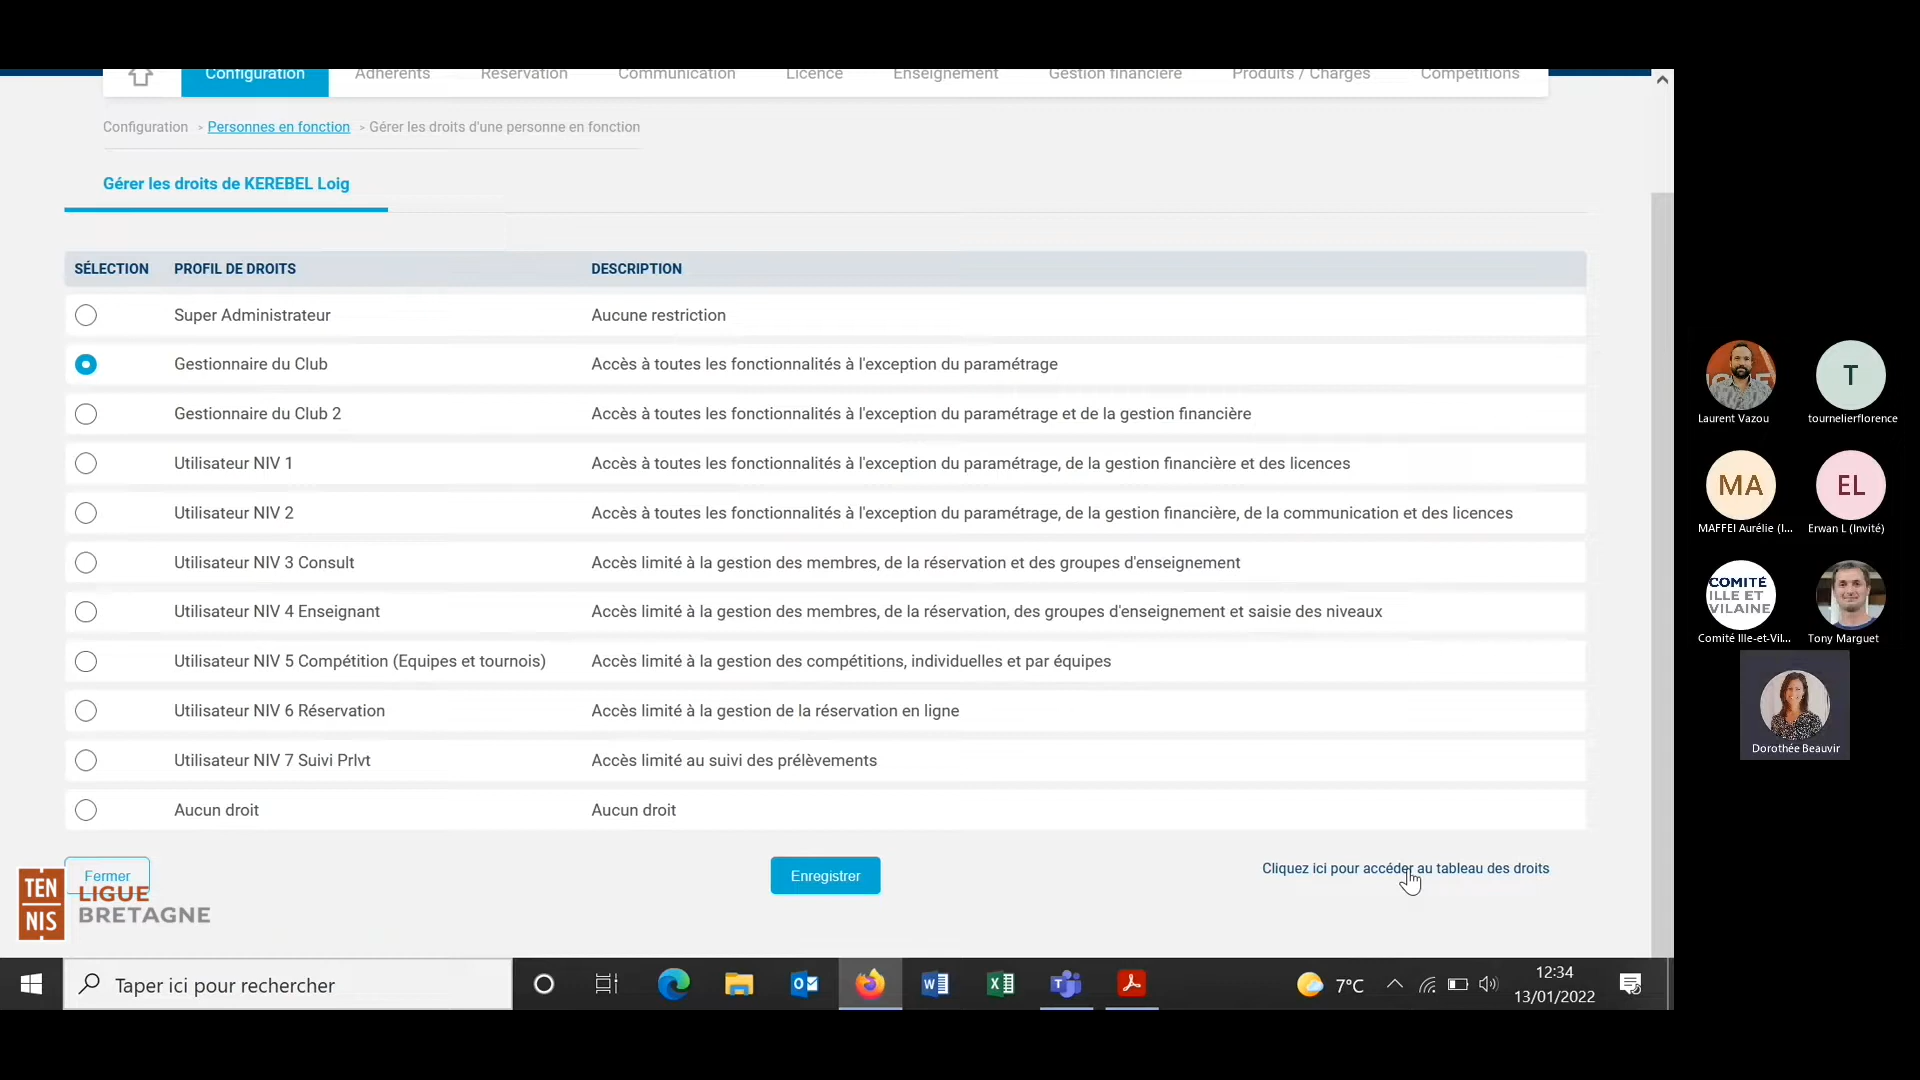 Configuration Adhérents Réservation Communication Licence Enseignement Gestion financière Produits / Charges Compétitions
Configuration > Personnes en fonction > Gérer les droits d'une personne en fonction
Gérer les droits de KEREBEL Loig
SÉLECTION PROFIL DE DROITS DESCRIPTION
Super Administrateur Aucune restriction
Gestionnaire du Club Accès à toutes les fonctionnalités à l'exception du paramétrage
Gestionnaire du Club 2 Accès à toutes les fonctionnalités à l'exception du paramétrage et de la gestion financière
Utilisateur NIV 1 Accès à toutes les fonctionnalités à l'exception du paramétrage, de la gestion financière et des licences
Utilisateur NIV 2 Accès à toutes les fonctionnalités à l'exception du paramétrage, de la gestion financière, de la communication et des licences
Utilisateur NIV 3 Consult Accès limité à la gestion des membres, de la réservation et des groupes d'enseignement
Utilisateur NIV 4 Enseignant Accès limité à la gestion des membres, de la réservation, des groupes d'enseignement et saisie des niveaux
Utilisateur NIV 5 Compétition (Equipes et tournois) Accès limité à la gestion des compétitions, individuelles et par équipes
Utilisateur NIV 6 Réservation Accès limité à la gestion de la réservation en ligne
Utilisateur NIV 7 Suivi Prlvt Accès limité au suivi des prélèvements
Aucun droit Aucun droit
Fermer Enregistrer Cliquez ici pour accéder au tableau des droits
TEN
NIS
LIGUE
BRETAGNE
Taper ici pour rechercher
7°C
12:34
13/01/2022
Laurent Vazou
T
tournelierflorence
MA
MAFFEI Aurélie (I...
EL
Erwan L (Invité)
COMITÉ
ILLE ET
VILAINE
Comité Ille-et-Vil...
Tony Marguet
Dorothée Beauvir